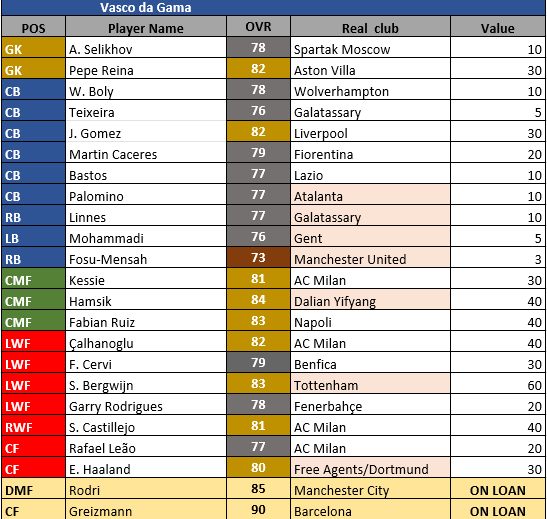 Vasco da Gama
POS Player Name OVR Real club Value
GK A. Selikhov 78 Spartak Moscow 10
GK Pepe Reina 82 Aston Villa 30
CB W. Boly 78 Wolverhampton 10
CB Teixeira 76 Galatassary 5
CB J. Gomez 82 Liverpool 30
CB Martin Caceres 79 Fiorentina 20
CB Bastos 77 Lazio 10
CB Palomino 77 Atalanta 10
RB Linnes 77 Galatassary 10
LB Mohammadi 76 Gent 5
RB Fosu-Mensah 73 Manchester United 3
CMF Kessie 81 AC Milan 30
CMF Hamsik 84 Dalian Yifyang 40
CMF Fabian Ruiz 83 Napoli 40
LWF Çalhanoglu 82 AC Milan 40
LWF F. Cervi 79 Benfica 30
LWF S. Bergwijn 83 Tottenham 60
LWF Garry Rodrigues 78 Fenerbahçe 20
RWF S. Castillejo 81 AC Milan 40
CF Rafael Leão 77 AC Milan 20
CF E. Haaland 80 Free Agents/Dortmund 30
DMF Rodri 85 Manchester City ON LOAN
CF Greizmann 90 Barcelona ON LOAN